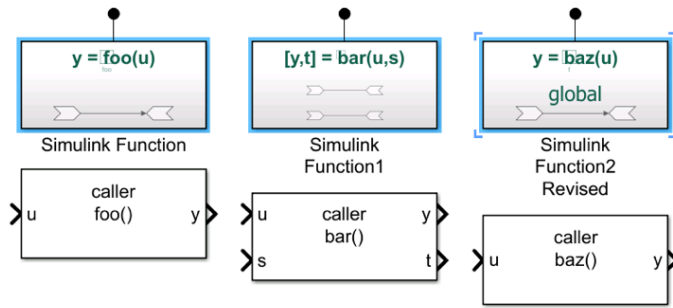 y = foo(u)
foo
Simulink Function
caller
foo()
u
y
[y,t] = bar(u,s)
Simulink
Function1
u
caller
bar()
y
s
t
y = baz(u)
global
Simulink
Function2
Revised
caller
baz()
u
y